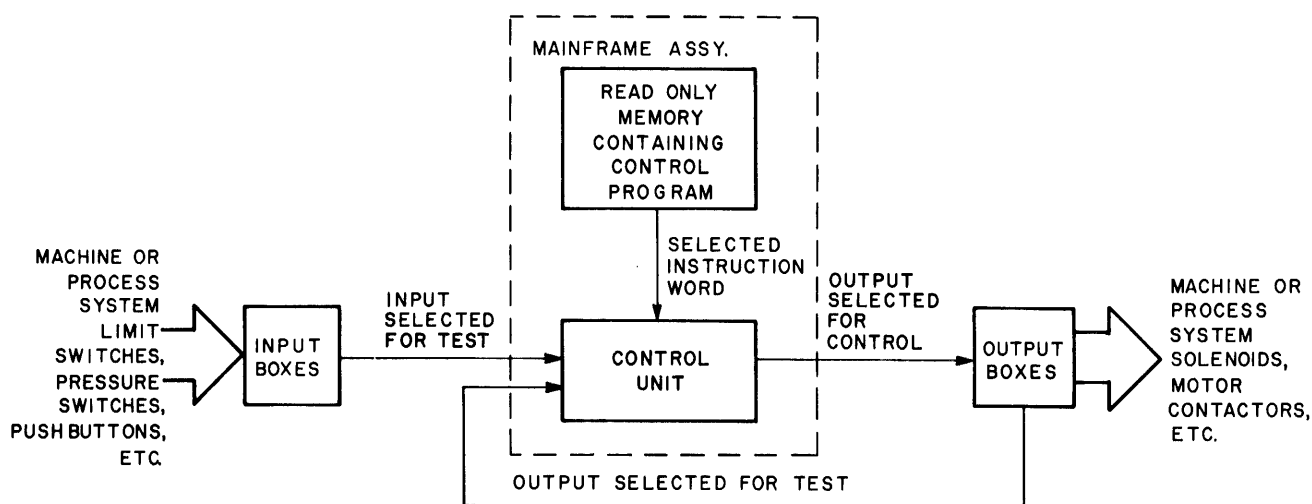 MAINFRAME ASSY.
READ ONLY
MEMORY
CONTAINING
CONTROL
PROGRAM
SELECTED
INSTRUCTION
WORD
MACHINE OR
PROCESS
SYSTEM
LIMIT
SWITCHES,
PRESSURE
SWITCHES,
PUSHBUTTONS,
ETC.
INPUT
BOXES
INPUT
SELECTED
FOR TEST
CONTROL
UNIT
OUTPUT
SELECTED
FOR
CONTROL
OUTPUT
BOXES
MACHINE OR
PROCESS
SYSTEM
SOLENOIDS,
MOTOR
CONTACTORS,
ETC.
OUTPUT SELECTED FOR TEST